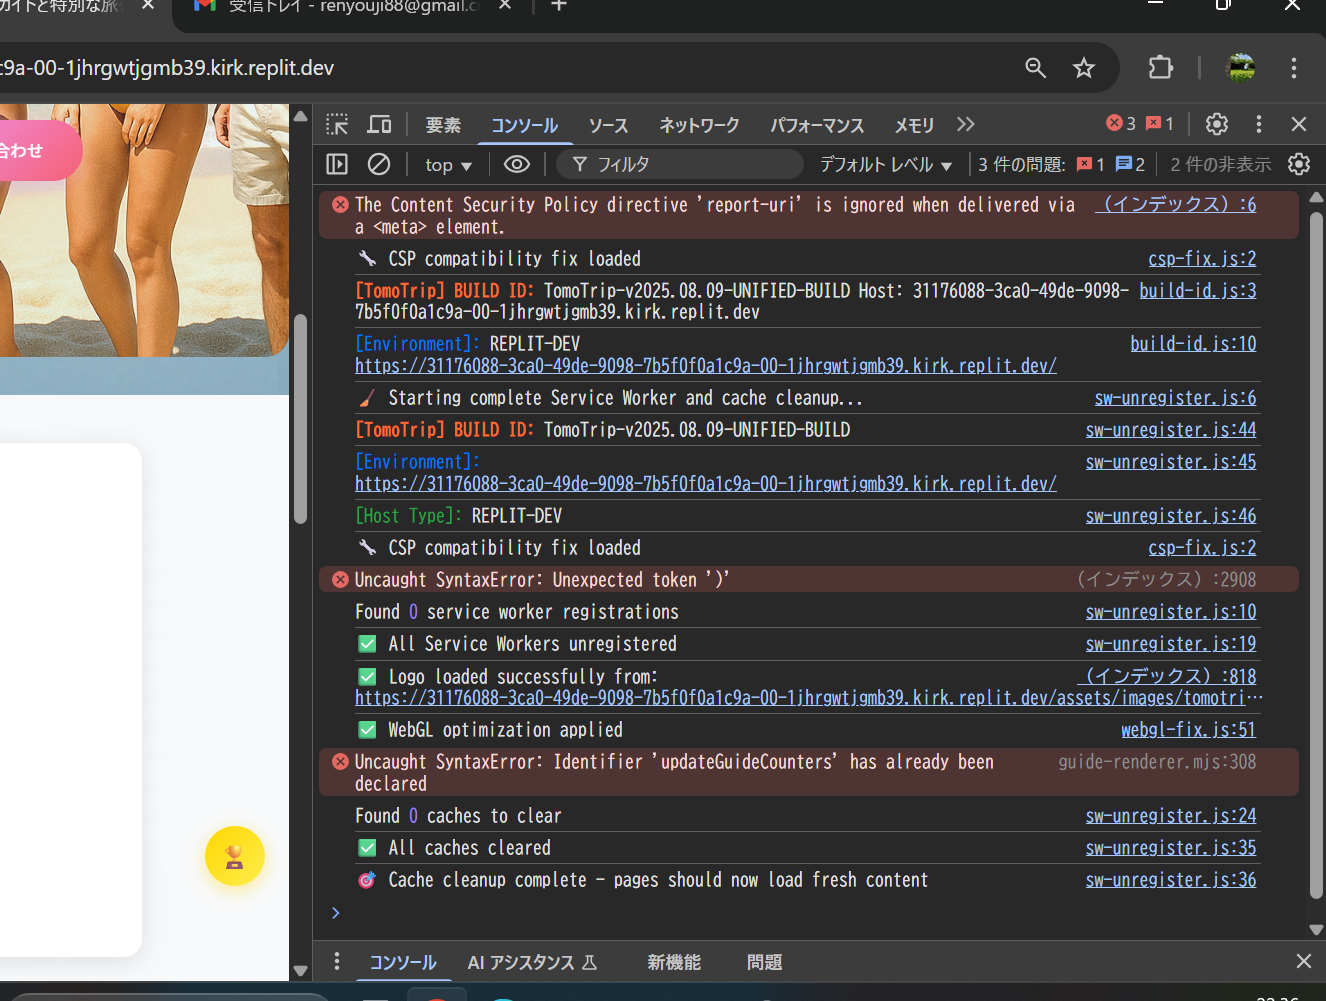 ガイドと特別な旅
受信トレイ - renyouji88@gmail.c
c9a-00-1jhrgwtjgmb39.kirk.replit.dev
合わせ
要素 コンソール ソース ネットワーク パフォーマンス メモリ 3 1
top フィルタ デフォルト レベル 3 件の問題: 1 2 2 件の非表示
The Content Security Policy directive 'report-uri' is ignored when delivered via （インデックス）:6
a <meta> element.
CSP compatibility fix loaded csp-fix.js:2
[TomoTrip] BUILD ID: TomoTrip-v2025.08.09-UNIFIED-BUILD Host: 31176088-3ca0-49de-9098- build-id.js:3
7b5f0f0a1c9a-00-1jhrgwtjgmb39.kirk.replit.dev
[Environment]: REPLIT-DEV build-id.js:10
https://31176088-3ca0-49de-9098-7b5f0f0a1c9a-00-1jhrgwtjgmb39.kirk.replit.dev/
Starting complete Service Worker and cache cleanup... sw-unregister.js:6
[TomoTrip] BUILD ID: TomoTrip-v2025.08.09-UNIFIED-BUILD sw-unregister.js:44
[Environment]: sw-unregister.js:45
https://31176088-3ca0-49de-9098-7b5f0f0a1c9a-00-1jhrgwtjgmb39.kirk.replit.dev/
[Host Type]: REPLIT-DEV sw-unregister.js:46
CSP compatibility fix loaded csp-fix.js:2
Uncaught SyntaxError: Unexpected token ')' （インデックス）:2908
Found 0 service worker registrations sw-unregister.js:10
All Service Workers unregistered sw-unregister.js:19
Logo loaded successfully from: （インデックス）:818
https://31176088-3ca0-49de-9098-7b5f0f0a1c9a-00-1jhrgwtjgmb39.kirk.replit.dev/assets/images/tomotri…
WebGL optimization applied webgl-fix.js:51
Uncaught SyntaxError: Identifier 'updateGuideCounters' has already been guide-renderer.mjs:308
declared
Found 0 caches to clear sw-unregister.js:24
All caches cleared sw-unregister.js:35
Cache cleanup complete - pages should now load fresh content sw-unregister.js:36
コンソール AI アシスタンス 新機能 問題